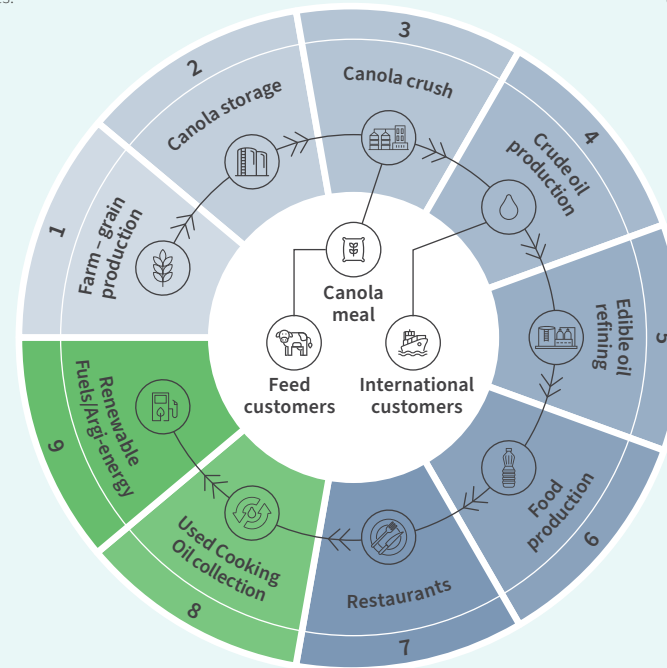 1
Farm – grain
production
2
Canola storage
3
Canola crush
4
Crude oil
production
5
Edible oil
refining
6
Food
production
7
Restaurants
8
Used Cooking
Oil collection
9
Renewable
Fuels/Argi-energy
Canola
meal
Feed
customers
International
customers